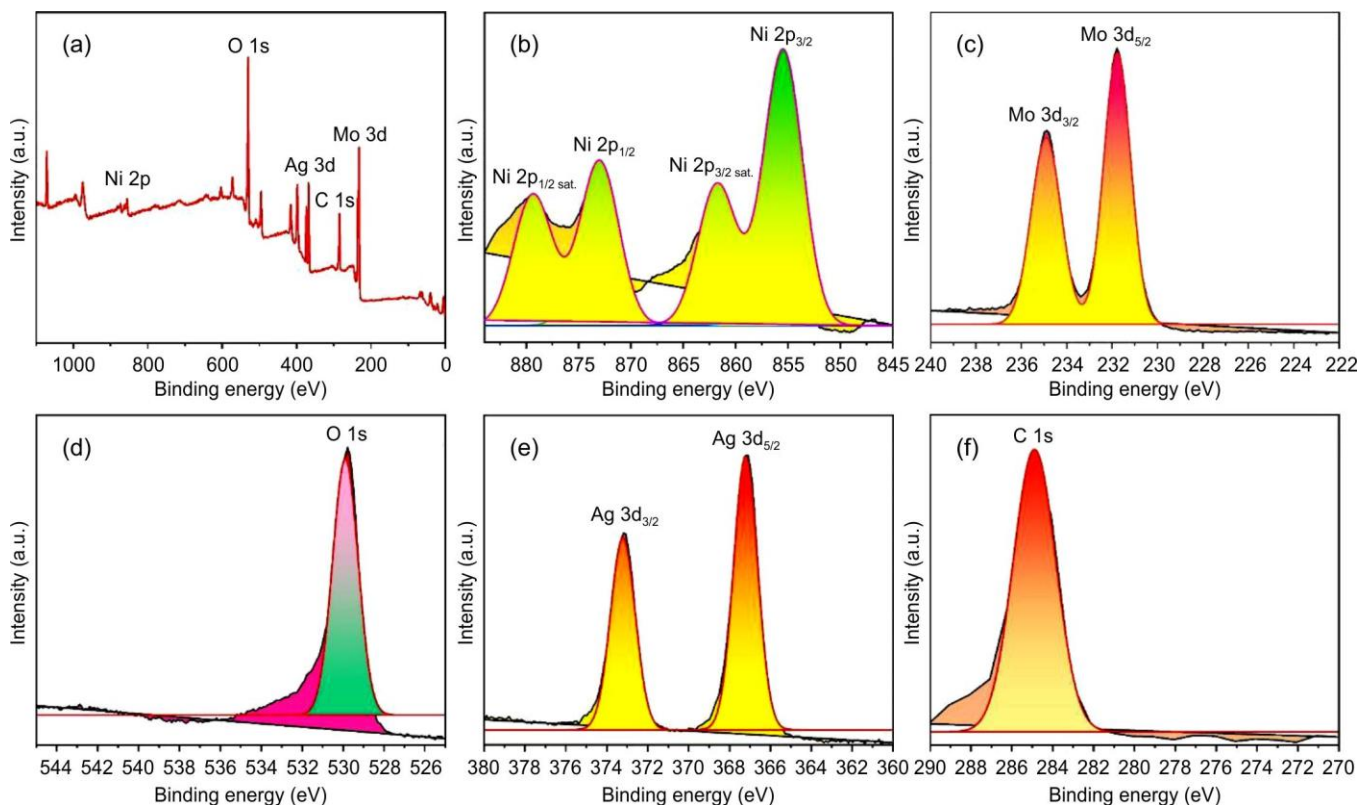 (a)
O 1s
Mo 3d
Ag 3d
Ni 2p
C 1s
Intensity (a.u.)
1000 800 600 400 200 0
Binding energy (eV)
(b)
Ni 2p3/2
Ni 2p1/2
Ni 2p1/2 sat.
Ni 2p3/2 sat.
Intensity (a.u.)
880 875 870 865 860 855 850 845
Binding energy (eV)
(c)
Mo 3d5/2
Mo 3d3/2
Intensity (a.u.)
240 238 236 234 232 230 228 226 224 222
Binding energy (eV)
(d)
O 1s
Intensity (a.u.)
544 542 540 538 536 534 532 530 528 526
Binding energy (eV)
(e)
Ag 3d5/2
Ag 3d3/2
Intensity (a.u.)
380 378 376 374 372 370 368 366 364 362 360
Binding energy (eV)
(f)
C 1s
Intensity (a.u.)
290 288 286 284 282 280 278 276 274 272 270
Binding energy (eV)